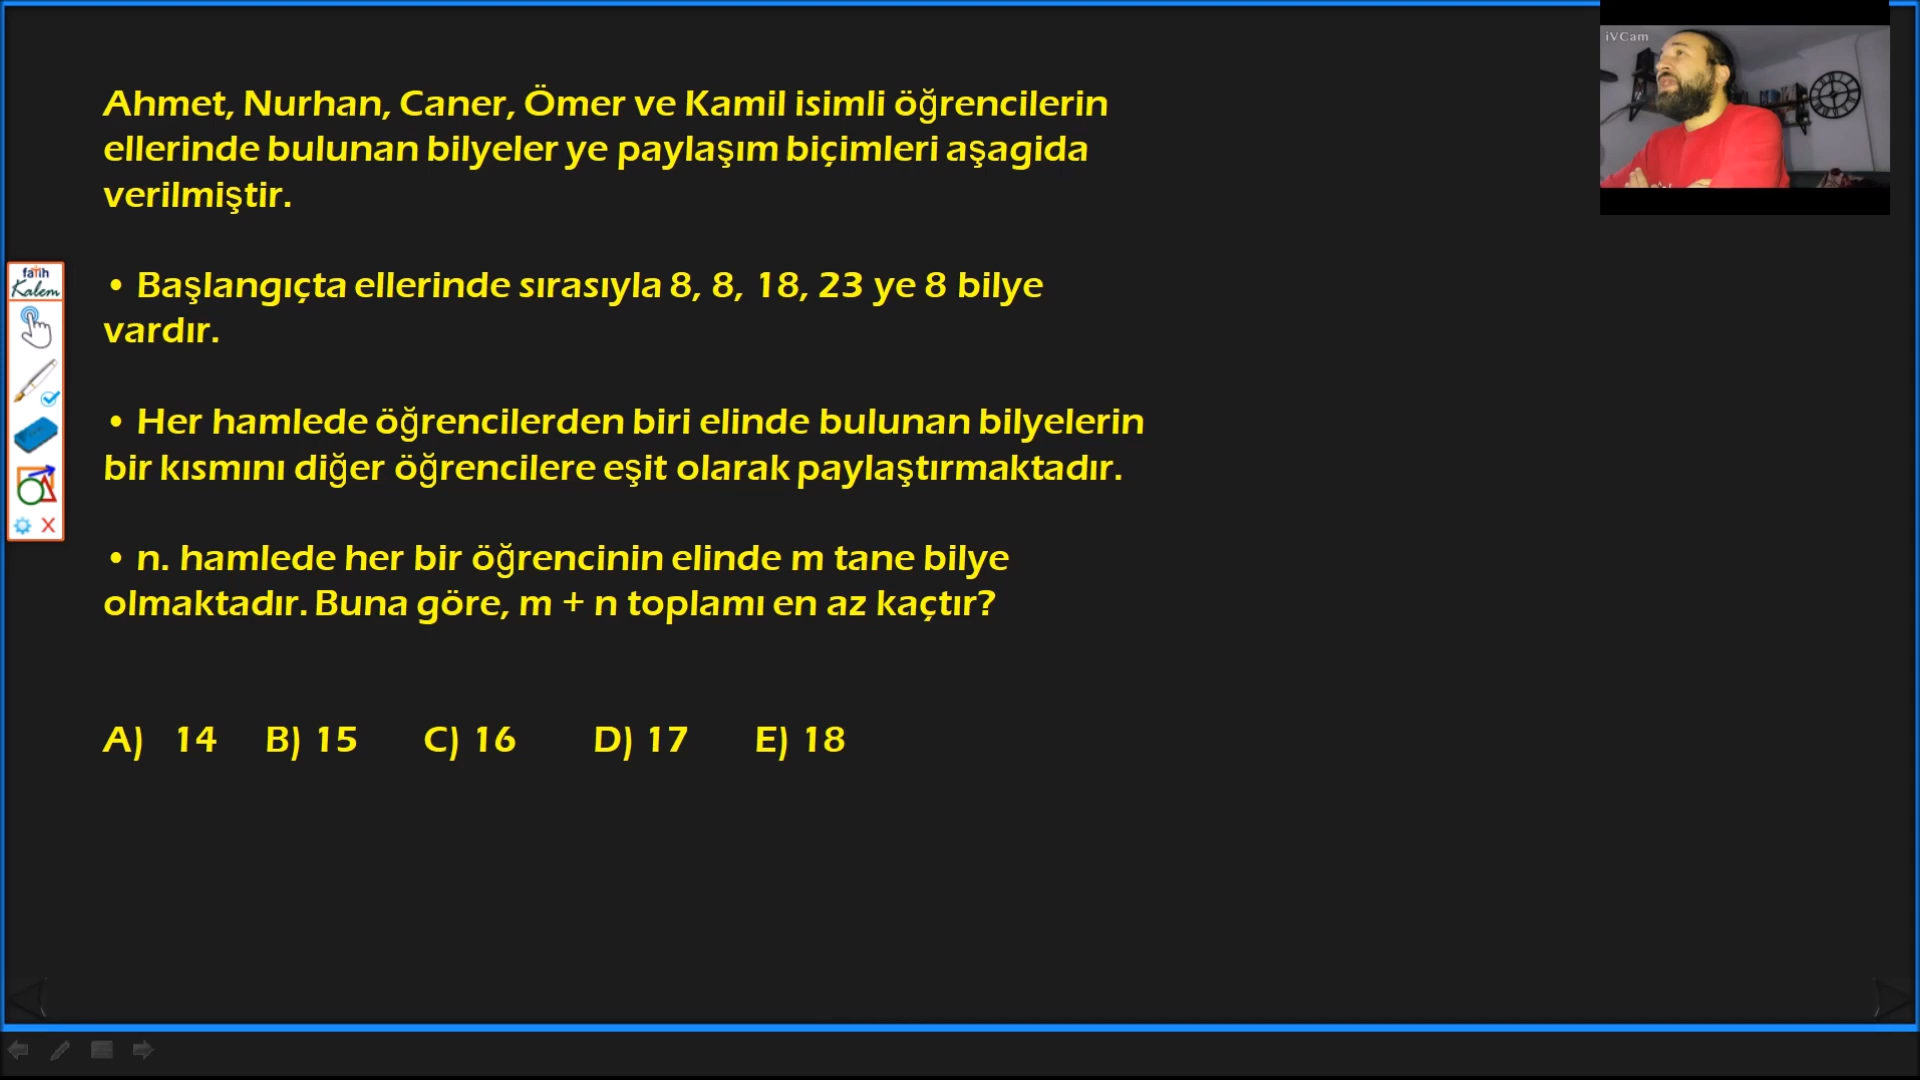 iVCam
Ahmet, Nurhan, Caner, Ömer ve Kamil isimli öğrencilerin
ellerinde bulunan bilyeler ye paylaşım biçimleri aşagida
verilmiştir.
fatih
Kalem
• Başlangıçta ellerinde sırasıyla 8, 8, 18, 23 ye 8 bilye
vardır.
• Her hamlede öğrencilerden biri elinde bulunan bilyelerin
bir kısmını diğer öğrencilere eşit olarak paylaştırmaktadır.
• n. hamlede her bir öğrencinin elinde m tane bilye
olmaktadır. Buna göre, m + n toplamı en az kaçtır?
A) 14 B) 15 C) 16 D) 17 E) 18